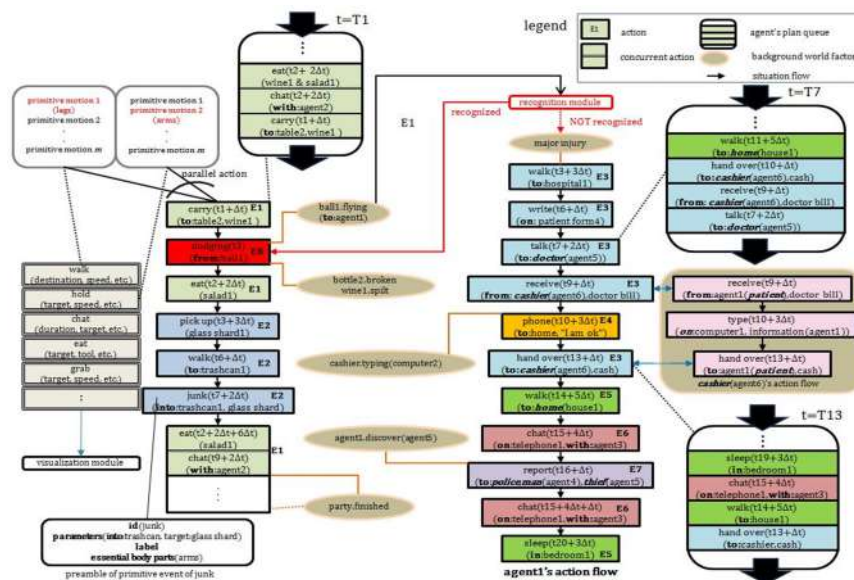 t=T1
eat(t2+ 2Δt)
(wine1 & salad1)
chat(t2+2Δt)
(with:agent2)
carry(t1+Δt)
(to:table2.wine1)
legend
E1
action
concurrent action
agent's plan queue
background world factor
situation flow
primitive motion 1
(legs)
primitive motion 2
.
.
primitive motion m
primitive motion 1
primitive motion 2
(arms)
.
.
primitive motion m
parallel action
E1
recognition module
recognized
NOT recognized
major injury
t=T7
walk(t11+5Δt)
(to:home(house1)
hand over(t10+Δt)
(to:cashier(agent6).cash)
receive(t9+Δt)
(from: cashier(agent6).doctor bill)
talk(t7+2Δt)
(to:doctor(agent5))
carry(t1+Δt) E1
(to:table2.wine1 )
ball1.flying
(to:agent1)
eat(t2+2Δt) E1
(salad1)
bottle2.broken
wine1.spilt
pick up(t3+3Δt) E2
(glass shard1)
walk(t6+Δt) E2
(to:trashcan1)
junk(t7+2Δt) E2
(into:trashcan1, glass shard)
eat(t2+2Δt+6Δt)
(salad1)
E1
chat(t9+2Δt)
(with:agent2)
walk
(destination, speed, etc.)
hold
(target, speed, etc.)
chat
(duration, target, etc.)
eat
(target, tool, etc.)
grab
(target, speed, etc.)
:
visualization module
id(junk)
parameters(into:trashcan, target:glass shard)
label
essential body parts(arms)
preamble of primitive event of junk
cashier.typing(computer2)
agent1.discover(agent5)
party.finished
walk(t3+3Δt) E3
(to:hospital1)
write(t6+Δt) E3
(on: patient form4)
talk(t7+2Δt) E3
(to:doctor(agent5))
receive(t9+Δt) E3
(from: cashier(agent6).doctor bill)
phone(t10+3Δt) E4
(to:home, "I am ok")
hand over(t13+Δt) E3
(to:cashier(agent6).cash)
walk(t14+5Δt) E5
(to:home(house1)
chat(t15+4Δt) E6
(on:telephone1.with:agent3)
report(t16+Δt) E7
(to:police.man(agent4).thief(agent5)
chat(t15+4Δt+Δt) E6
(on:telephone1.with:agent3)
sleep(t20+3Δt)
(in:bedroom1) E5
agent1's action flow
receive(t9+Δt)
(from:agent1(patient).doctor bill)
type(t10+3Δt)
(on:computer1, information(agent1))
hand over(t13+Δt)
(to:agent1(patient).cash)
cashier(agent6)'s action flow
t=T13
sleep(t19+3Δt)
(in:bedroom1)
chat(t15+4Δt)
(on:telephone1.with:agent3)
walk(t14+5Δt)
(to:house1)
hand over(t13+Δt)
(to:cashier.cash)